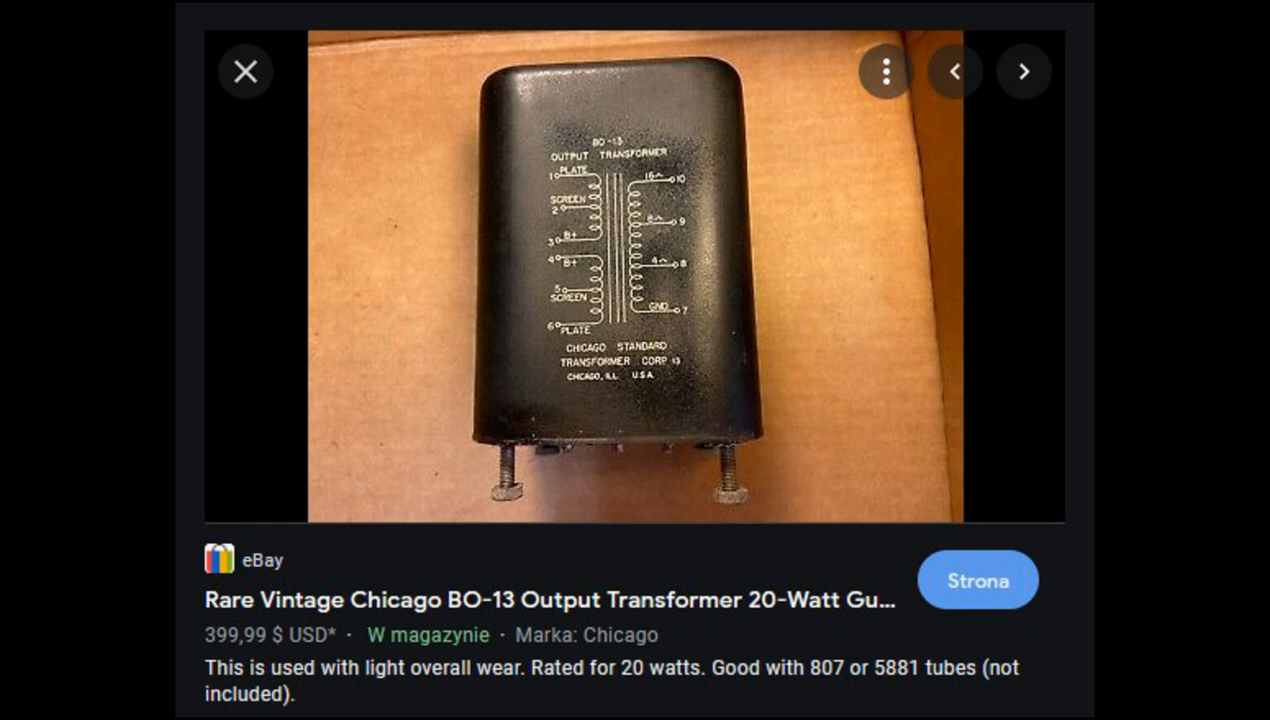 BO-13
OUTPUT TRANSFORMER
1 PLATE
16 10
SCREEN
2
8 9
3 B+
4 B+
4 8
5
SCREEN
GND 7
6 PLATE
CHICAGO STANDARD
TRANSFORMER CORP 13
CHICAGO, ILL. U.S.A.
eBay
Strona
Rare Vintage Chicago BO-13 Output Transformer 20-Watt Gu...
399,99 $ USD* · W magazynie · Marka: Chicago
This is used with light overall wear. Rated for 20 watts. Good with 807 or 5881 tubes (not
included).